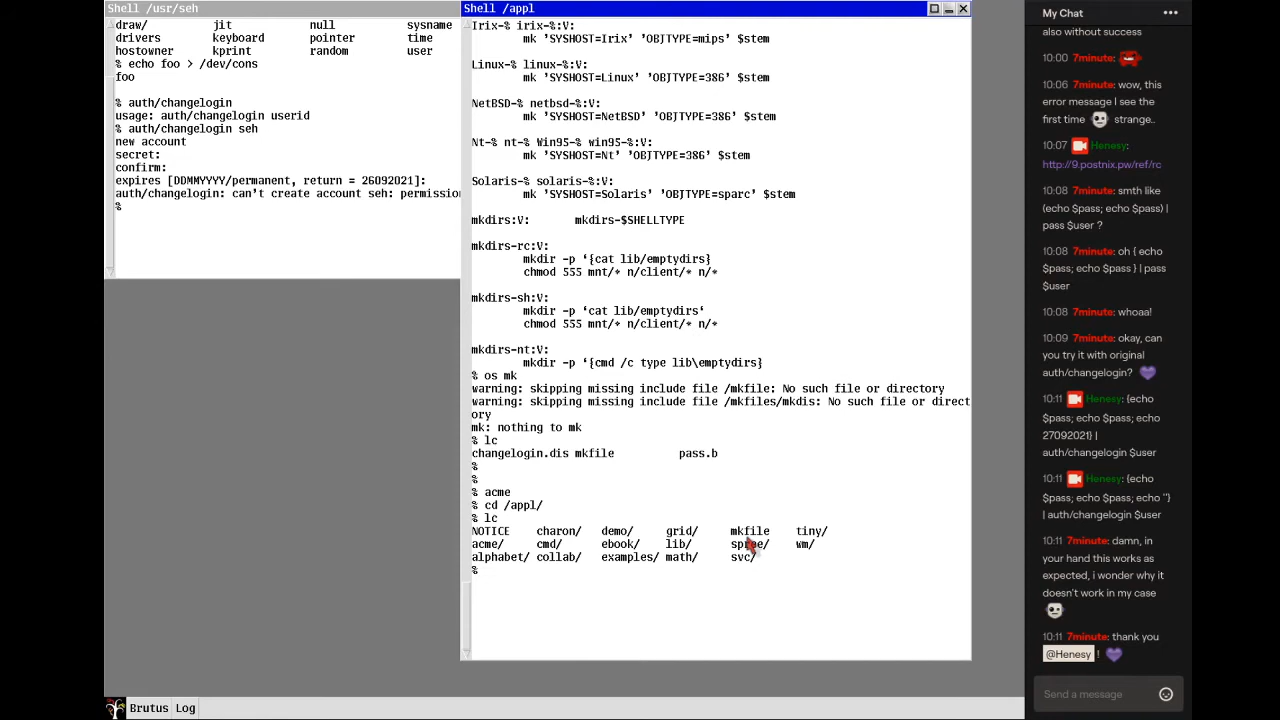 Shell /usr/seh
draw/ jit null sysname
drivers keyboard pointer time
hostowner kprint random user
% echo foo > /dev/cons
foo
% auth/changelogin
usage: auth/changelogin userid
% auth/changelogin seh
new account
secret:
confirm:
expires [DDMMYYYY/permanent, return = 26092021]:
auth/changelogin: can't create account seh: permission
%
Shell /appl
Irix-% irix-%:V:
mk 'SYSHOST=Irix' 'OBJTYPE=mips' $stem
Linux-% linux-%:V:
mk 'SYSHOST=Linux' 'OBJTYPE=386' $stem
NetBSD-% netbsd-%:V:
mk 'SYSHOST=NetBSD' 'OBJTYPE=386' $stem
Nt-% nt-% Win95-% win95-%:V:
mk 'SYSHOST=Nt' 'OBJTYPE=386' $stem
Solaris-% solaris-%:V:
mk 'SYSHOST=Solaris' 'OBJTYPE=sparc' $stem
mkdirs:V: mkdirs-$SHELLTYPE
mkdirs-rc:V:
mkdir -p `{cat lib/emptydirs}
chmod 555 mnt/* n/client/* n/*
mkdirs-sh:V:
mkdir -p `cat lib/emptydirs`
chmod 555 mnt/* n/client/* n/*
mkdirs-nt:V:
mkdir -p `{cmd /c type lib\emptydirs}
% os mk
warning: skipping missing include file /mkfile: No such file or directory
warning: skipping missing include file /mkfiles/mkdis: No such file or direct
ory
mk: nothing to mk
% lc
changelogin.dis mkfile pass.b
%
%
% acme
% cd /appl/
% lc
NOTICE charon/ demo/ grid/ mkfile tiny/
acme/ cmd/ ebook/ lib/ spree/ wm/
alphabet/ collab/ examples/ math/ svc/
%
Brutus Log
My Chat
also without success
10:00 7minute:
10:06 7minute: wow, this
error message I see the
first time strange..
10:07 Henesy:
http://9.postnix.pw/ref/rc
10:08 7minute: smth like
(echo $pass; echo $pass) |
pass $user ?
10:08 7minute: oh { echo
$pass; echo $pass } | pass
$user
10:08 7minute: whoaa!
10:09 7minute: okay, can
you try it with original
auth/changelogin?
10:11 Henesy: {echo
$pass; echo $pass; echo
27092021} |
auth/changelogin $user
10:11 Henesy: {echo
$pass; echo $pass; echo ''}
| auth/changelogin $user
10:11 7minute: damn, in
your hand this works as
expected, i wonder why it
doesn't work in my case
10:11 7minute: thank you
@Henesy !
Send a message